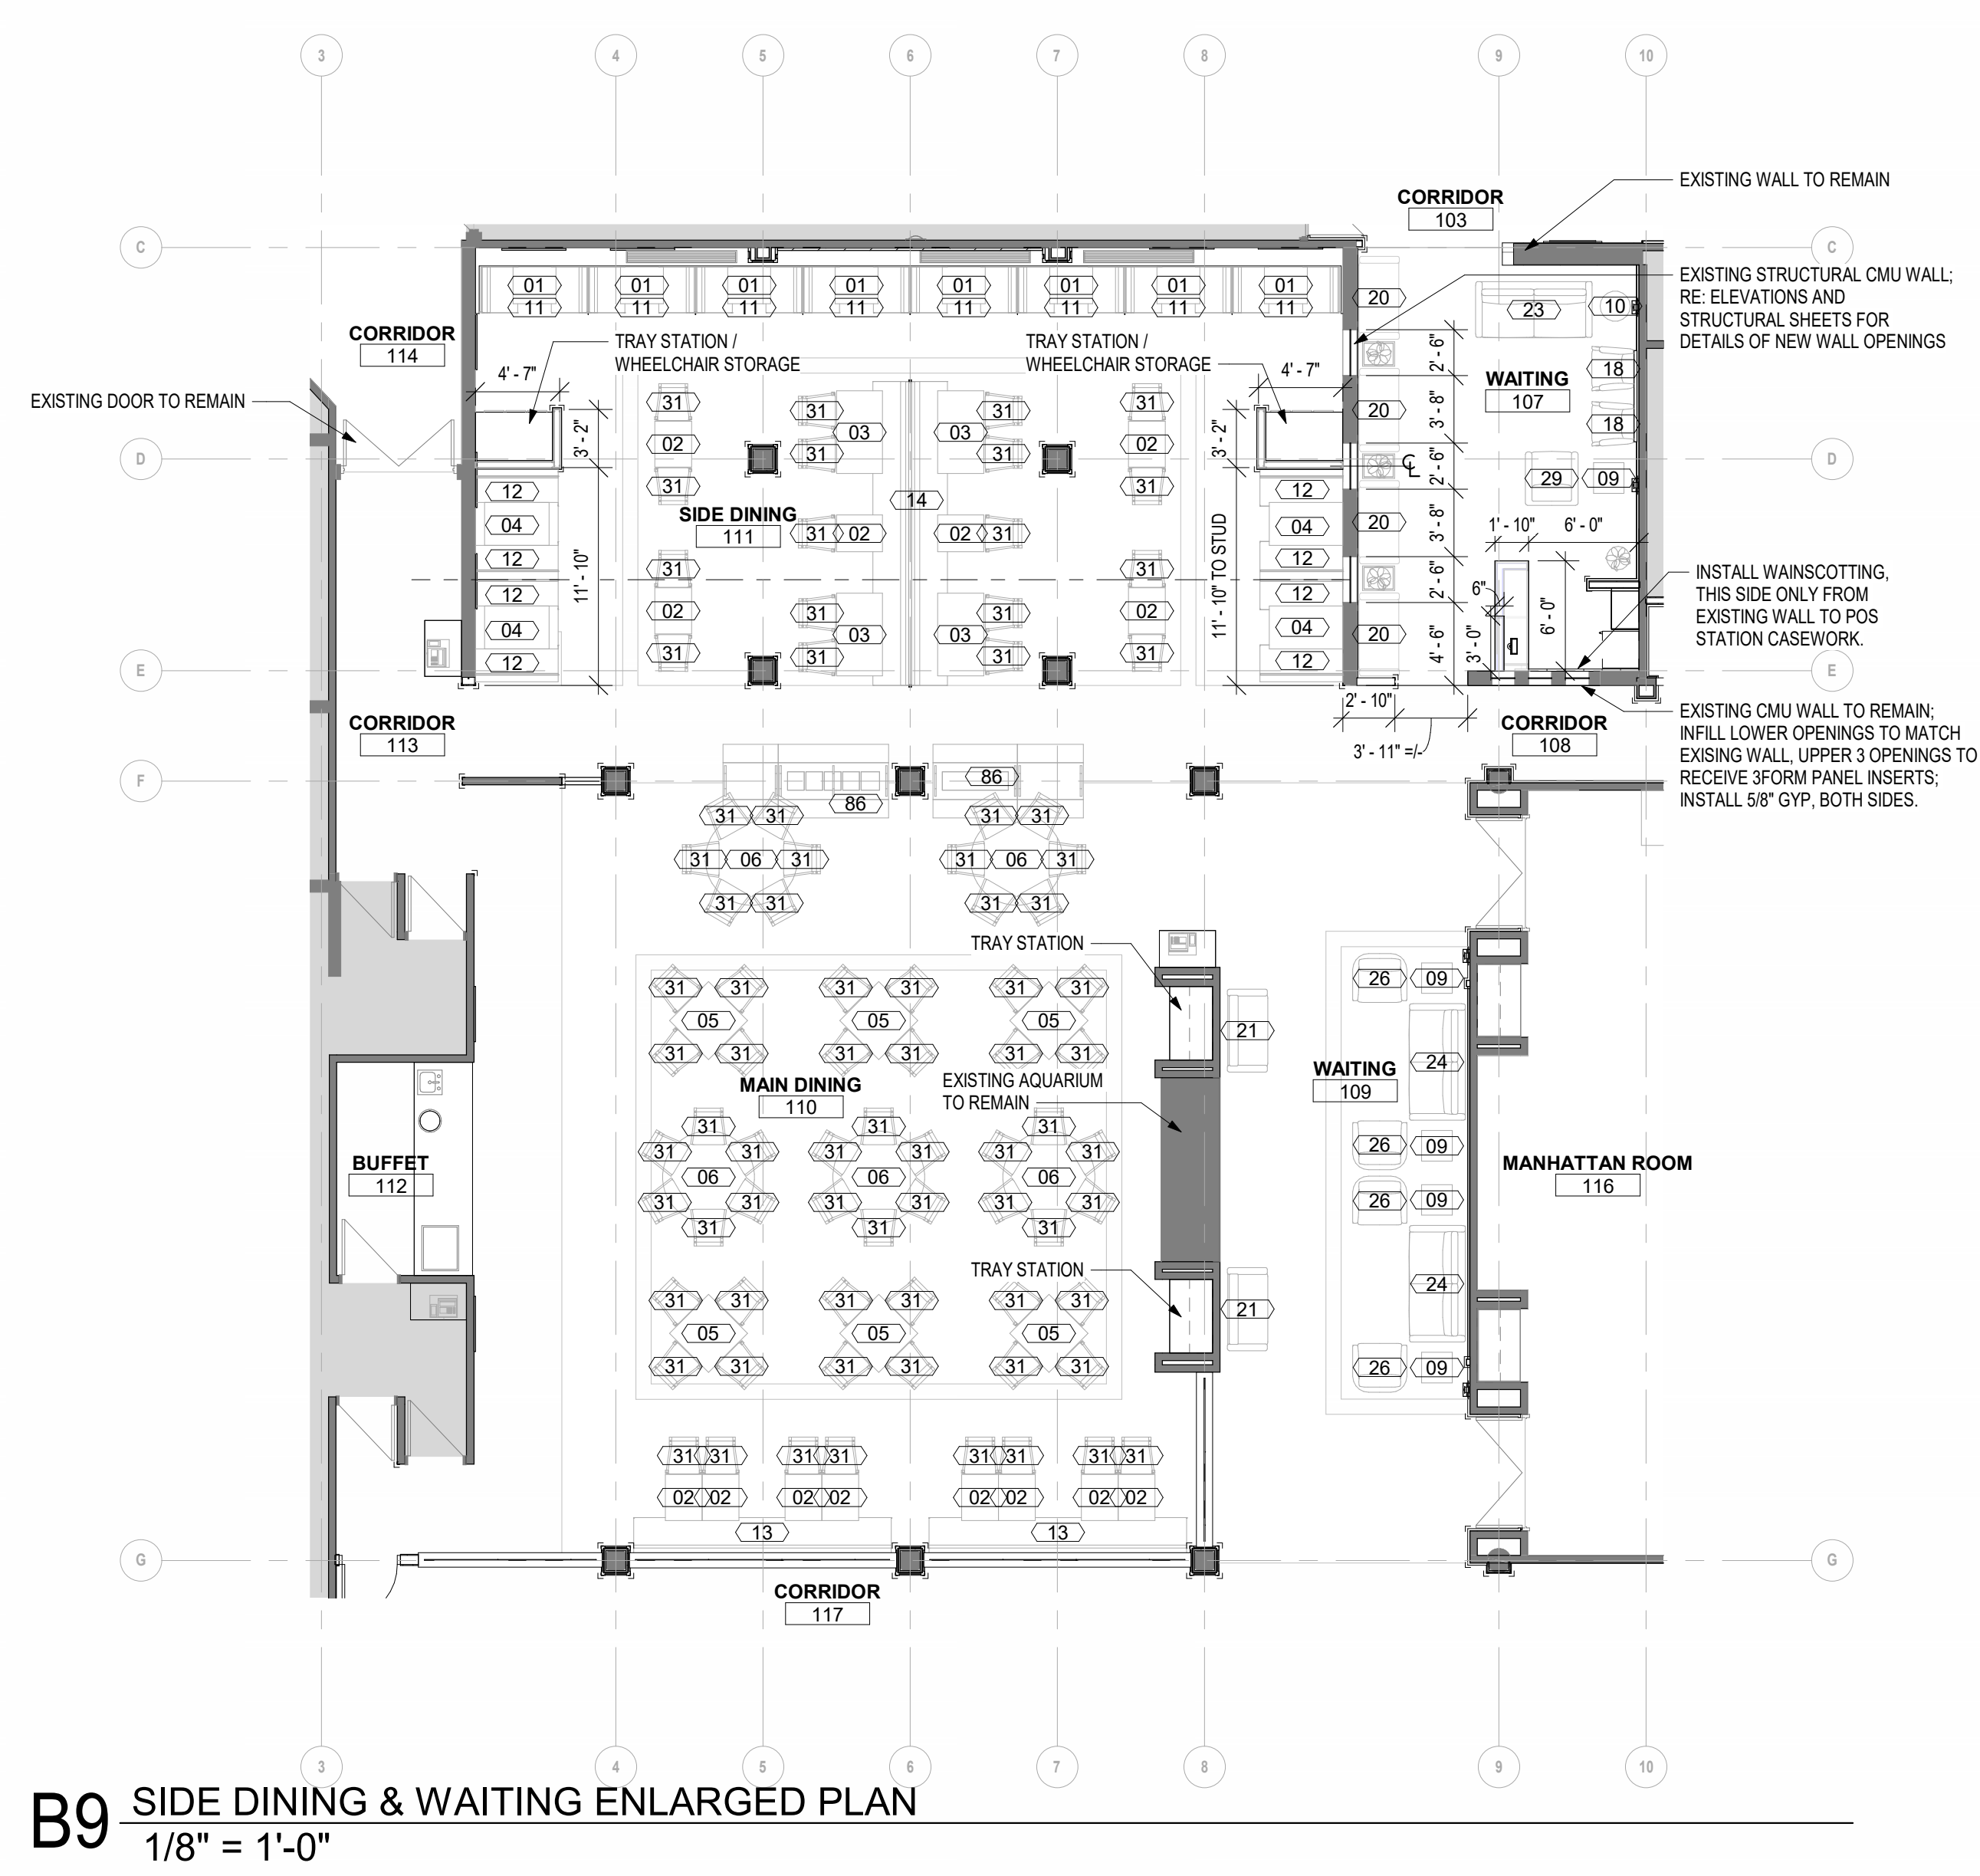 3 4 5 6 7 8 9 10
EXISTING WALL TO REMAIN
CORRIDOR
103
C C
EXISTING STRUCTURAL CMU WALL;
RE: ELEVATIONS AND
STRUCTURAL SHEETS FOR
DETAILS OF NEW WALL OPENINGS
01 01 01 01 01 01 01 01
11 11 11 11 11 11 11 11
20 23 10
CORRIDOR
114
TRAY STATION /
WHEELCHAIR STORAGE
TRAY STATION /
WHEELCHAIR STORAGE
4' - 7"
4' - 7"
2' - 6"
18
WAITING
107
EXISTING DOOR TO REMAIN
31 31 31 31
20
3' - 8"
18
3' - 2"
02 03 03 02
3' - 2"
31 31
D D
CL
2' - 6"
29 09
12 31 31 12
14
SIDE DINING
111
04 04
20
3' - 8"
1' - 10" 6' - 0"
31 02 02 31
12 12
11' - 10"
11' - 10" TO STUD
31 31
2' - 6"
6"
INSTALL WAINSCOTTING,
THIS SIDE ONLY FROM
EXISTING WALL TO POS
STATION CASEWORK.
12 12
02 31 31 02
04 03 03 04
20
4' - 6"
3' - 0"
6' - 0"
12 31 31 31 31 12
E E
2' - 10"
3' - 11" =/-
CORRIDOR
113
CORRIDOR
108
EXISTING CMU WALL TO REMAIN;
INFILL LOWER OPENINGS TO MATCH
EXISING WALL, UPPER 3 OPENINGS TO
RECEIVE 3FORM PANEL INSERTS;
INSTALL 5/8" GYP, BOTH SIDES.
F
86
86
31 31 31 31
31 06 31 31 06 31
31 31 31 31
TRAY STATION
31 31 31 31 31 31
26 09
05 05 05
21
31 31 31 31 31 31
24
MAIN DINING
110
EXISTING AQUARIUM
TO REMAIN
WAITING
109
31 31 31
31 31 31 31 31 31
26 09
BUFFET
112
06 06 06
MANHATTAN ROOM
116
31 31 31 31 31 31
26 09
31 31 31
TRAY STATION
24
31 31 31 31 31 31
21
05 05 05
31 31 31 31 31 31
26 09
31 31 31 31 31 31 31 31
02 02 02 02 02 02 02 02
13 13
G G
CORRIDOR
117
3 4 5 6 7 8 9 10
B9 SIDE DINING & WAITING ENLARGED PLAN
1/8" = 1'-0"